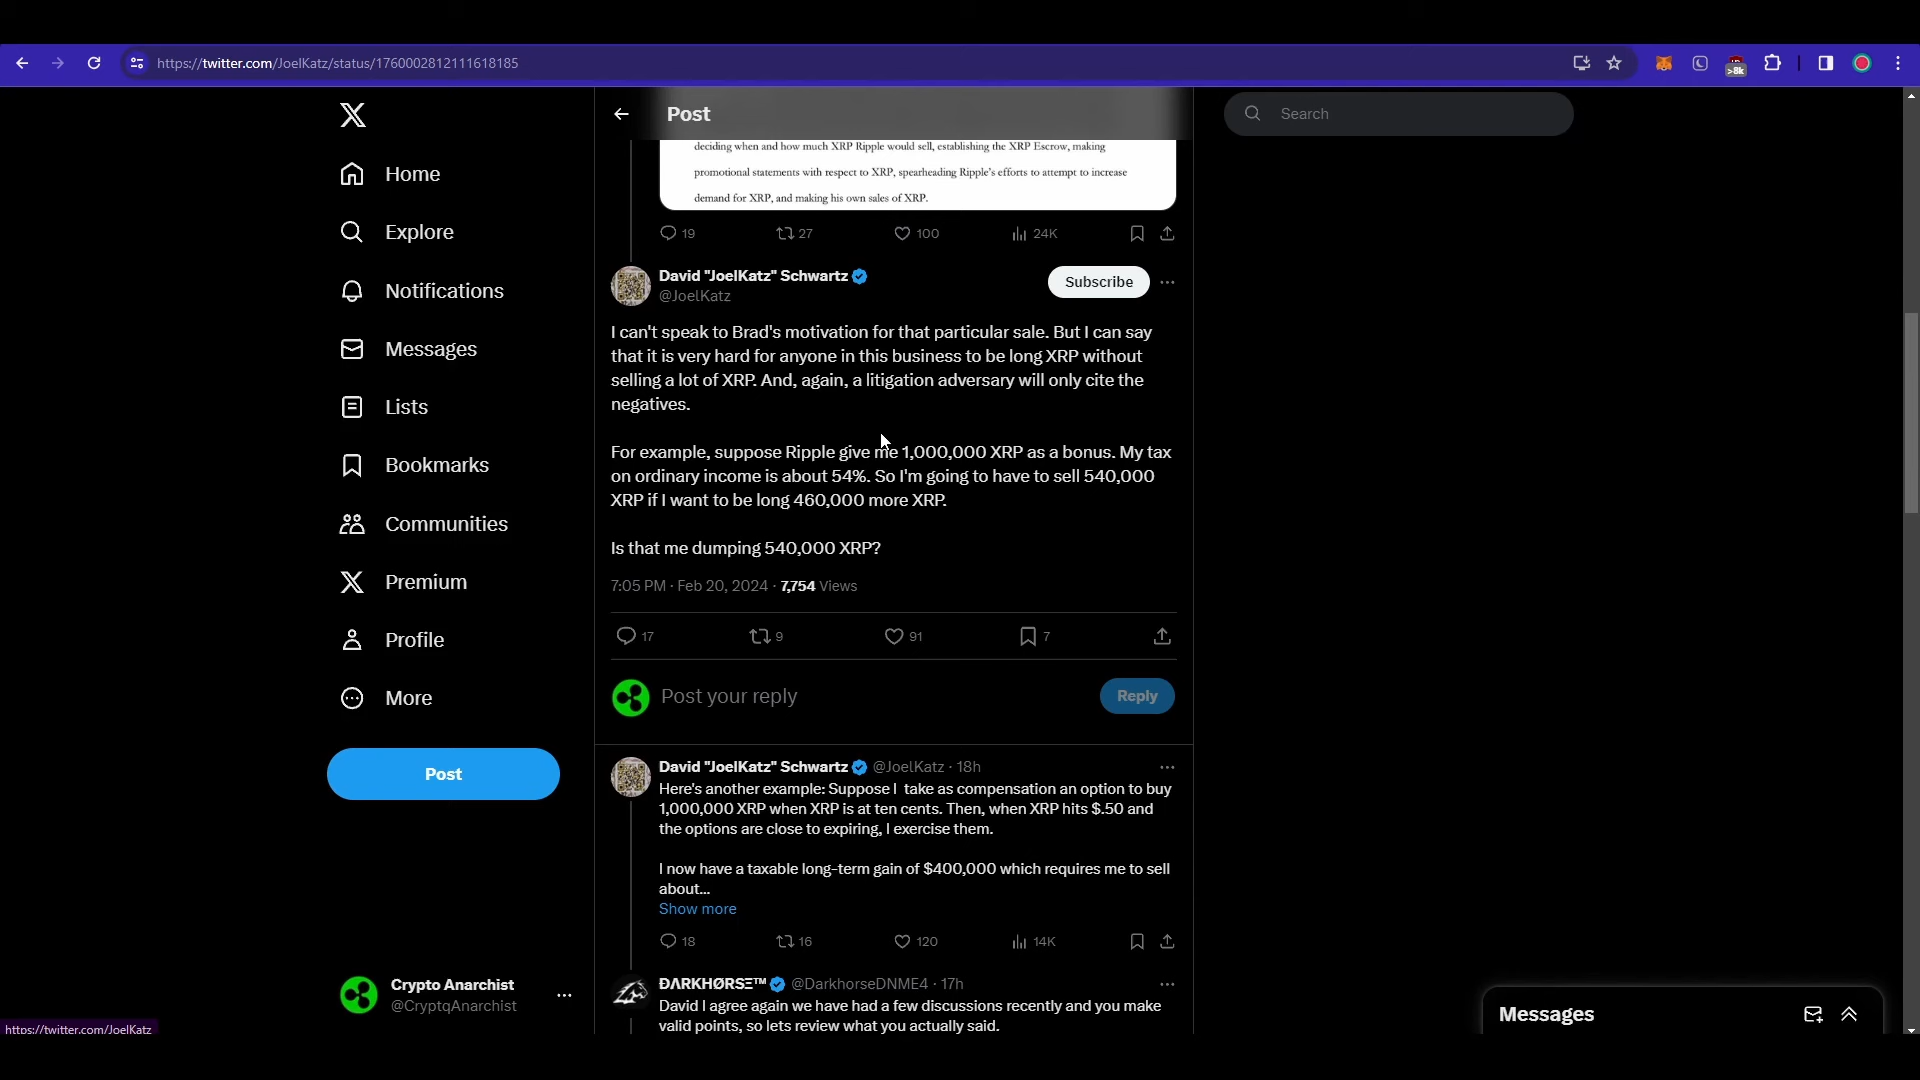 https://twitter.com/JoelKatz/status/1760002812111618185
>8k
Home
Explore
Notifications
Messages
Lists
Bookmarks
Communities
Premium
Profile
More
Post
Crypto Anarchist
@CryptqAnarchist
https://twitter.com/JoelKatz
Post
deciding when and how much XRP Ripple would sell, establishing the XRP Escrow, making
promotional statements with respect to XRP, spearheading Ripple's efforts to attempt to increase
demand for XRP, and making his own sales of XRP.
19 27 100 24K
David "JoelKatz" Schwartz
@JoelKatz
Subscribe
I can't speak to Brad's motivation for that particular sale. But I can say
that it is very hard for anyone in this business to be long XRP without
selling a lot of XRP. And, again, a litigation adversary will only cite the
negatives.
For example, suppose Ripple give me 1,000,000 XRP as a bonus. My tax
on ordinary income is about 54%. So I'm going to have to sell 540,000
XRP if I want to be long 460,000 more XRP.
Is that me dumping 540,000 XRP?
7:05 PM · Feb 20, 2024 · 7,754 Views
17 9 91 7
Post your reply
Reply
David "JoelKatz" Schwartz @JoelKatz · 18h
Here's another example: Suppose I take as compensation an option to buy
1,000,000 XRP when XRP is at ten cents. Then, when XRP hits $.50 and
the options are close to expiring, I exercise them.
I now have a taxable long-term gain of $400,000 which requires me to sell
about...
Show more
18 16 120 14K
ĐΛRKHØRSΞ™ @DarkhorseDNME4 · 17h
David I agree again we have had a few discussions recently and you make
valid points, so lets review what you actually said.
Search
Messages